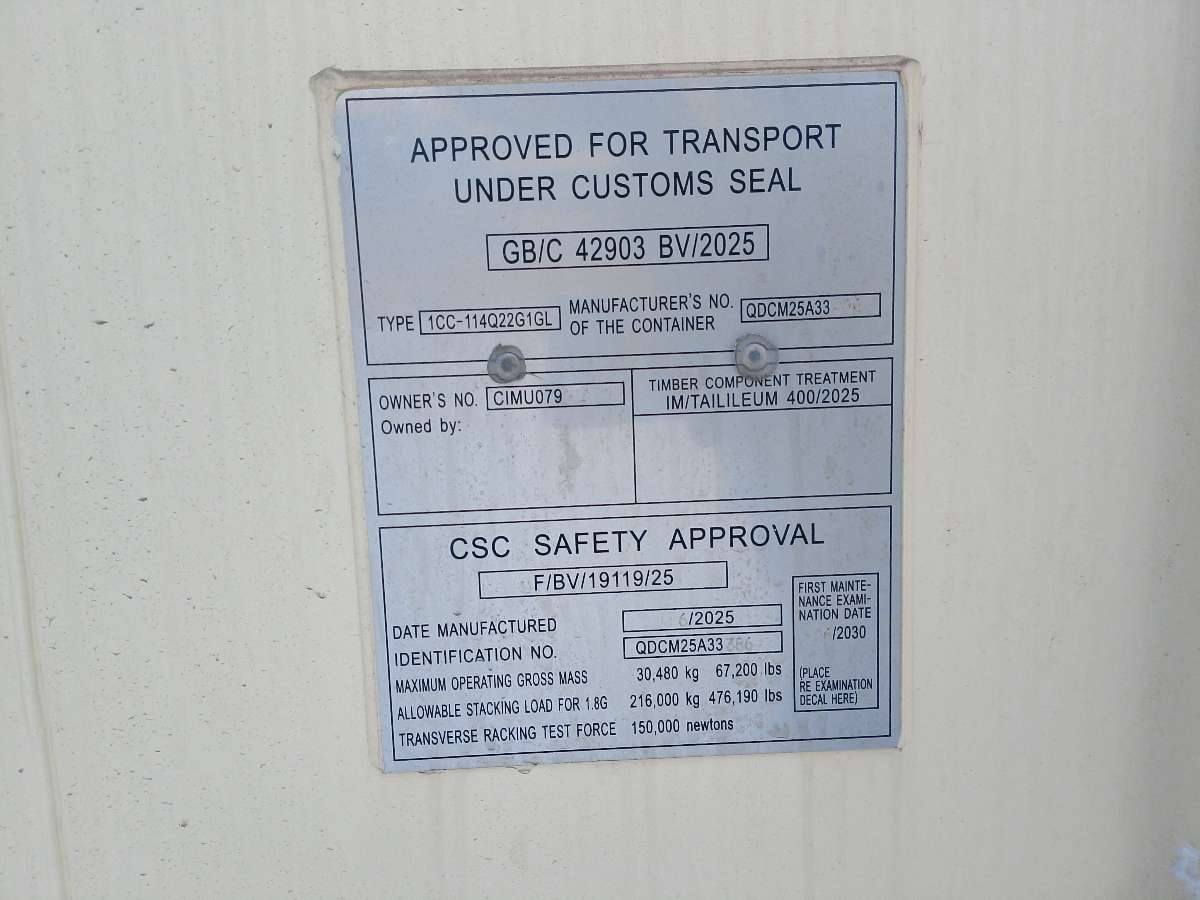 APPROVED FOR TRANSPORT
UNDER CUSTOMS SEAL
GB/C 42903 BV/2025
TYPE 1CC-114Q22G1GL
MANUFACTURER'S NO. OF THE CONTAINER QDCM25A33
OWNER'S NO. CIMU079
Owned by:
TIMBER COMPONENT TREATMENT
IM/TAILILEUM 400/2025
CSC SAFETY APPROVAL
F/BV/19119/25
DATE MANUFACTURED 6/2025
IDENTIFICATION NO. QDCM25A33
MAXIMUM OPERATING GROSS MASS 30,480 kg 67,200 lbs
ALLOWABLE STACKING LOAD FOR 1.8G 216,000 kg 476,190 lbs
TRANSVERSE RACKING TEST FORCE 150,000 newtons
FIRST MAINTE-
NANCE EXAMI-
NATION DATE
/2030
(PLACE
RE EXAMINATION
DECAL HERE)